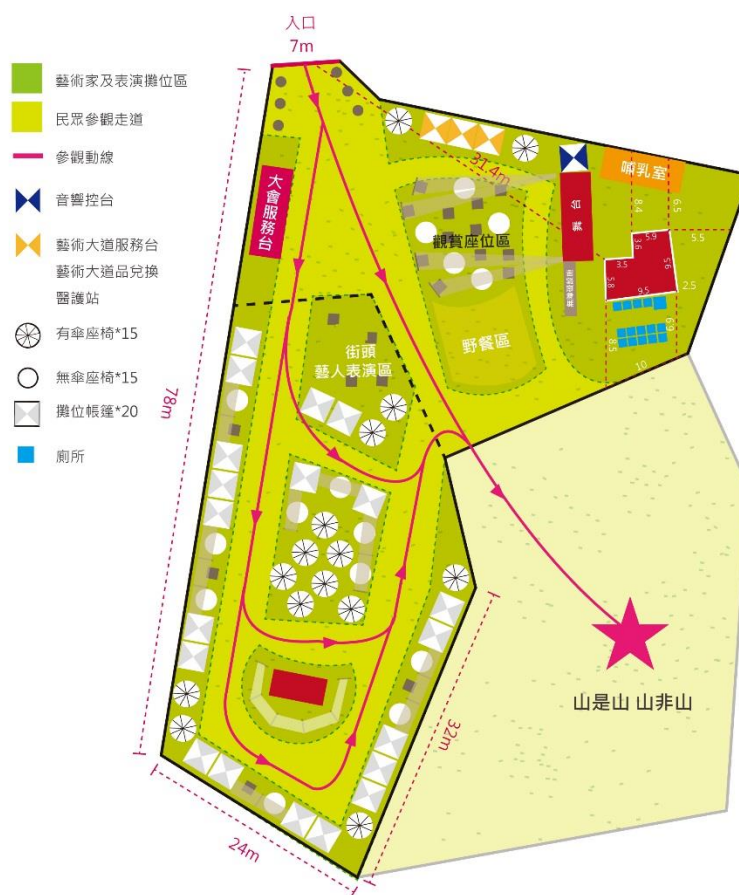 入口
7m
藝術家及表演攤位區
民眾參觀走道
參觀動線
音響控台
藝術大道服務台
藝術大道品兌換
醫護站
有傘座椅*15
無傘座椅*15
攤位帳篷*20
廁所
大會服務台
31.4m
哺乳室
舞台
觀賞座位區
野餐區
8.4
6.5
5.9
3.6
5.5
3.5
5.6
5.8
9.5
2.5
6.9
8.5
10
街頭
藝人表演區
78m
32m
24m
山是山 山非山